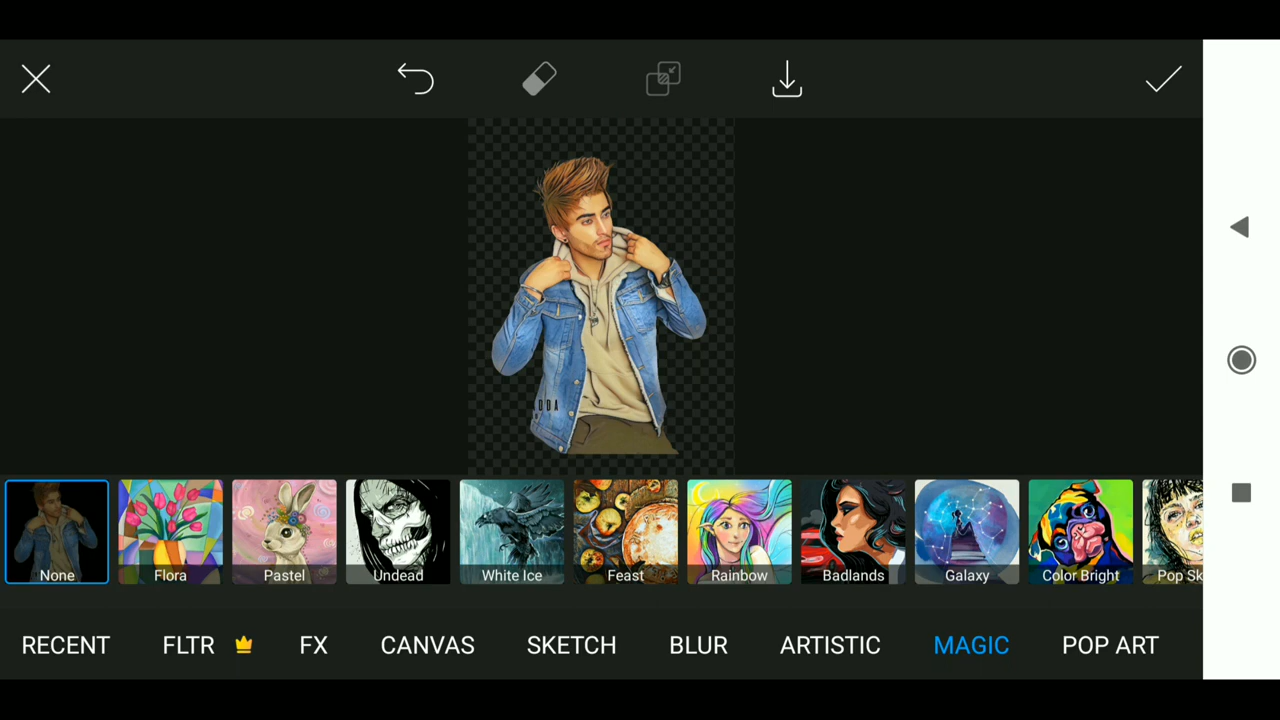 None Flora Pastel Undead White Ice Feast Rainbow Badlands Galaxy Color Bright Pop Sk
RECENT FLTR FX CANVAS SKETCH BLUR ARTISTIC MAGIC POP ART